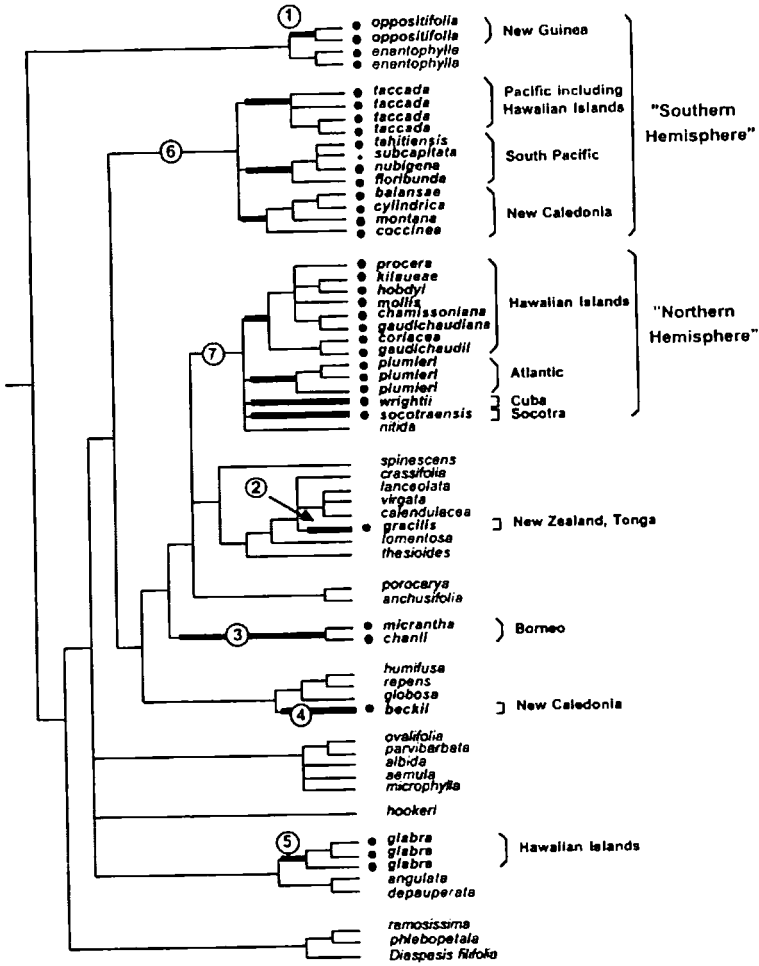 1
oppositifolia
oppositifolia
New Guinea
enantophylle
enantophylla
taccada
taccada
taccada
taccada
Pacific including
Hawaiian Islands
"Southern
Hemisphere"
6
tahitiensis
subcapitata
nubigena
floribunda
South Pacific
balansae
cylindrica
montana
coccinea
New Caledonia
procera
kilaueae
hobdyi
mollis
chamissoniana
gaudichaudiana
coriacea
gaudichaudii
Hawaiian Islands
"Northern
Hemisphere"
7
plumieri
plumieri
plumieri
Atlantic
wrightii
Cuba
socotraensis
Socotra
nitida
spinescens
crassifolia
lanceolata
virgata
calendulacea
2
gracilis
New Zealand, Tonga
tomentosa
thesioides
porocarya
anchusifolia
3
micrantha
chanii
Borneo
humifusa
repens
globosa
4
beckii
New Caledonia
ovalifolia
parvibarbata
albida
aemula
microphylla
hookeri
5
glabra
glabra
glabra
Hawaiian Islands
angulata
depauperata
ramosissima
phlebopetala
Diaspasis filifolia